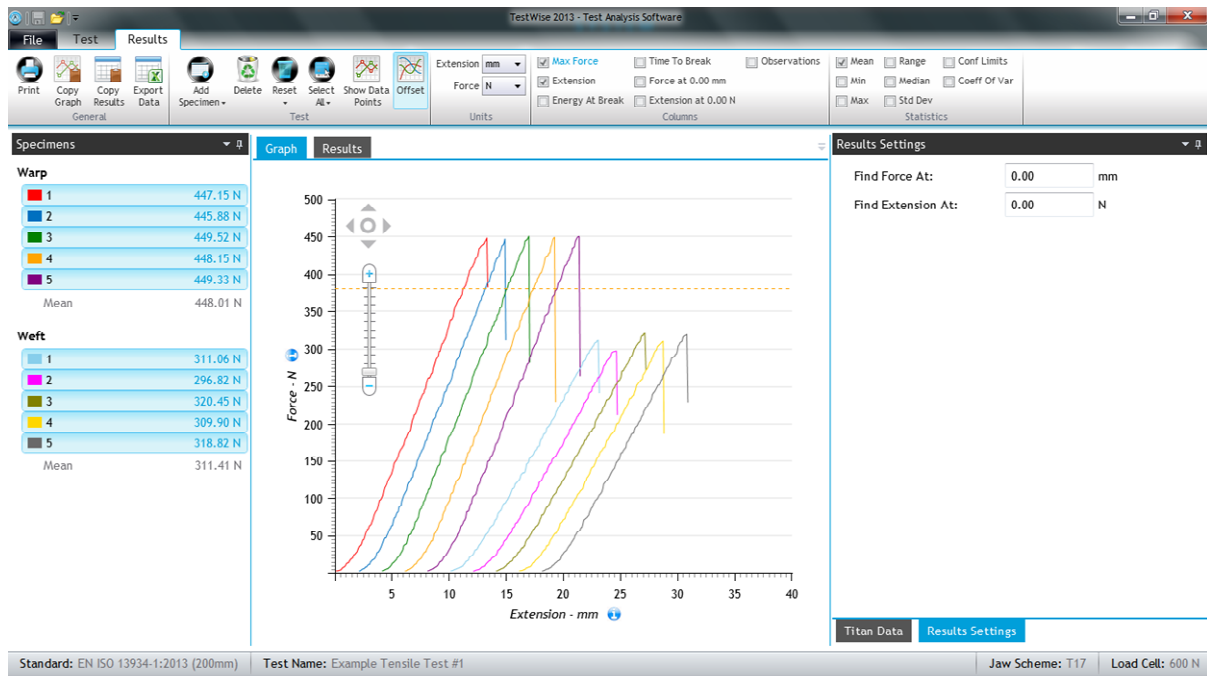 TestWise 2013 - Test Analysis Software
File Test Results
Print
Copy Graph
Copy Results
Export Data
General
Add Specimen
Delete
Reset
Select All
Show Data Points
Offset
Test
Extension mm
Force N
Units
Max Force
Time To Break
Observations
Extension
Force at 0.00 mm
Energy At Break
Extension at 0.00 N
Columns
Mean
Range
Conf Limits
Min
Median
Coeff Of Var
Max
Std Dev
Statistics
Specimens
Warp
1 447.15 N
2 445.88 N
3 449.52 N
4 448.15 N
5 449.33 N
Mean 448.01 N
Weft
1 311.06 N
2 296.82 N
3 320.45 N
4 309.90 N
5 318.82 N
Mean 311.41 N
Graph Results
500
450
400
350
300
250
200
150
100
50
Force - N
5 10 15 20 25 30 35 40
Extension - mm
Results Settings
Find Force At: 0.00 mm
Find Extension At: 0.00 N
Titan Data Results Settings
Standard: EN ISO 13934-1:2013 (200mm)
Test Name: Example Tensile Test #1
Jaw Scheme: T17
Load Cell: 600 N